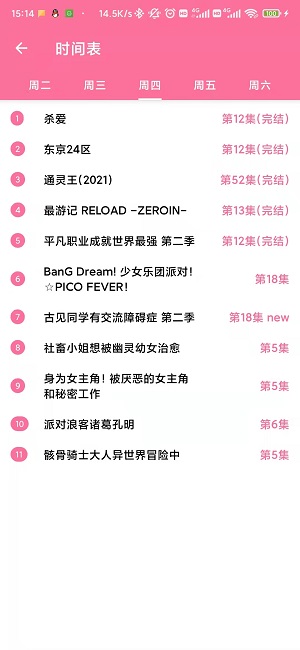 15:14 14.5K/s 4G 4G 100
时间表
周二 周三 周四 周五 周六
1 杀爱 第12集(完结)
2 东京24区 第12集(完结)
3 通灵王(2021) 第52集(完结)
4 最游记 RELOAD -ZEROIN- 第13集(完结)
5 平凡职业成就世界最强 第二季 第12集(完结)
6 BanG Dream! 少女乐团派对! 第18集
☆PICO FEVER!
7 古见同学有交流障碍症 第二季 第18集 new
8 社畜小姐想被幽灵幼女治愈 第5集
9 身为女主角! 被厌恶的女主角 第5集
和秘密工作
10 派对浪客诸葛孔明 第6集
11 骸骨骑士大人异世界冒险中 第5集